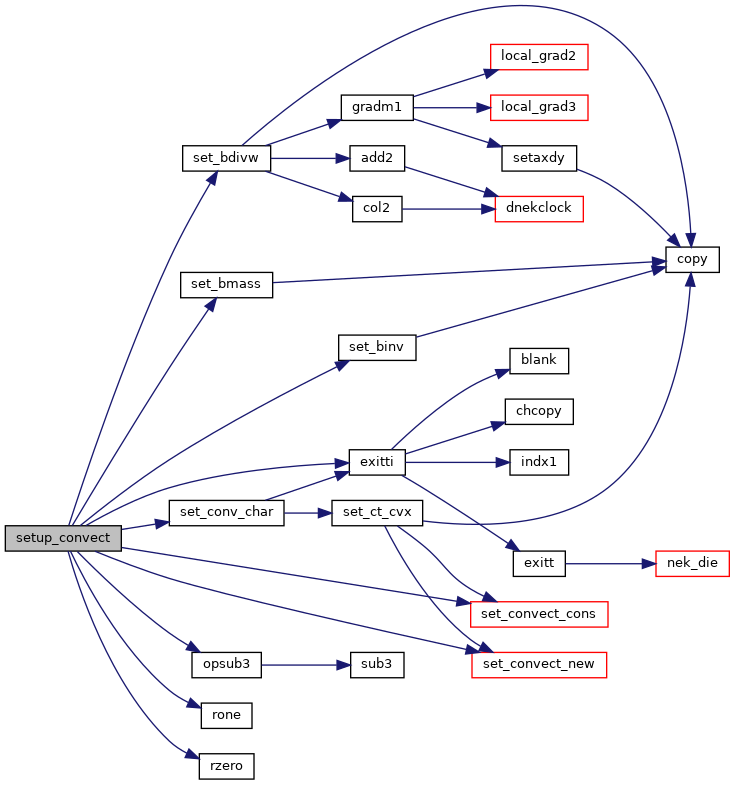 local_grad2
gradm1
local_grad3
set_bdivw
add2
setaxdy
col2
dnekclock
copy
set_bmass
set_binv
blank
chcopy
exitti
indx1
set_conv_char
set_ct_cvx
setup_convect
exitt
nek_die
set_convect_cons
opsub3
sub3
set_convect_new
rone
rzero